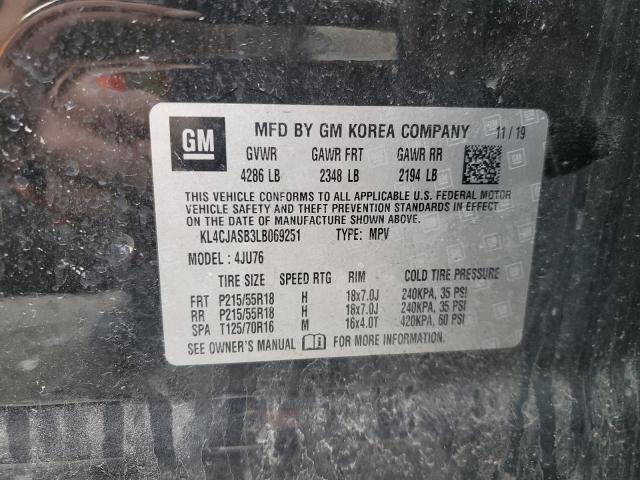 GM MFD BY GM KOREA COMPANY 11/19
GVWR GAWR FRT GAWR RR
4286 LB 2348 LB 2194 LB
THIS VEHICLE CONFORMS TO ALL APPLICABLE U.S. FEDERAL MOTOR
VEHICLE SAFETY AND THEFT PREVENTION STANDARDS IN EFFECT
ON THE DATE OF MANUFACTURE SHOWN ABOVE.
KL4CJASB3LB069251 TYPE: MPV
MODEL: 4JU76
TIRE SIZE SPEED RTG RIM COLD TIRE PRESSURE
FRT P215/55R18 H 18x7.0J 240KPA, 35 PSI
RR P215/55R18 H 18x7.0J 240KPA, 35 PSI
SPA T125/70R16 M 16x4.0T 420KPA, 60 PSI
SEE OWNER'S MANUAL FOR MORE INFORMATION.